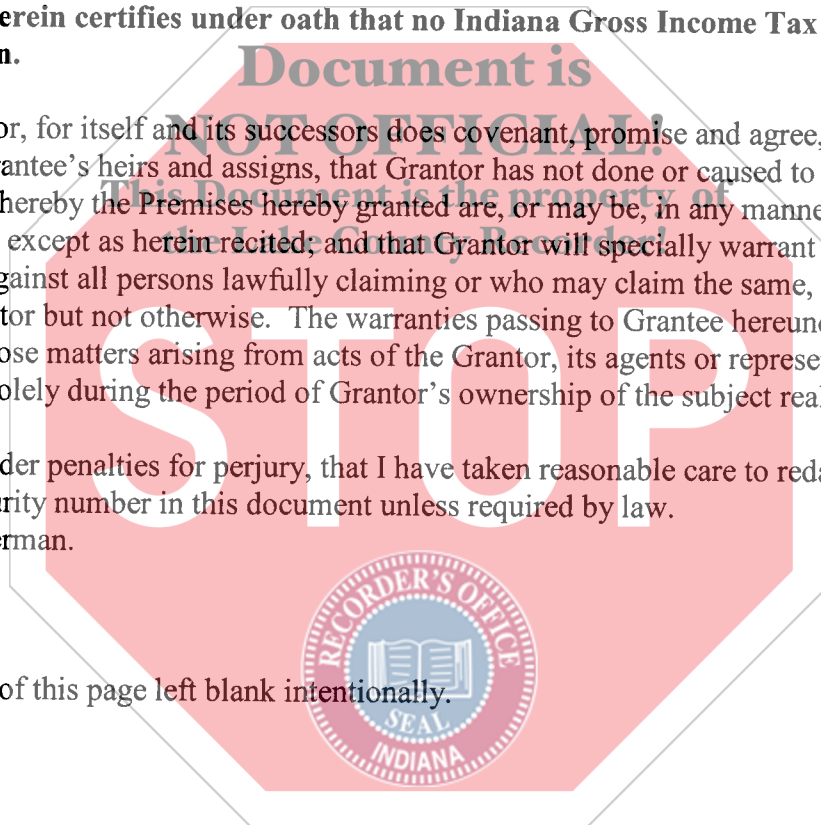 erein certifies under oath that no Indiana Gross Income Tax
n.
Document is
or, for itself and its successors does covenant, promise and agree,
NOT OFFICIAL!
rantee's heirs and assigns, that Grantor has not done or caused to
This Document is the property of
hereby the Premises hereby granted are, or may be, in any manne
the Lake County Recorder!
except as herein recited; and that Grantor will specially warrant
gainst all persons lawfully claiming or who may claim the same,
tor but not otherwise. The warranties passing to Grantee hereund
ose matters arising from acts of the Grantor, its agents or represe
olely during the period of Grantor's ownership of the subject real
STOP
der penalties for perjury, that I have taken reasonable care to reda
rity number in this document unless required by law.
erman.
RECORDER'S OFFICE
of this page left blank intentionally.
SEAL
INDIANA